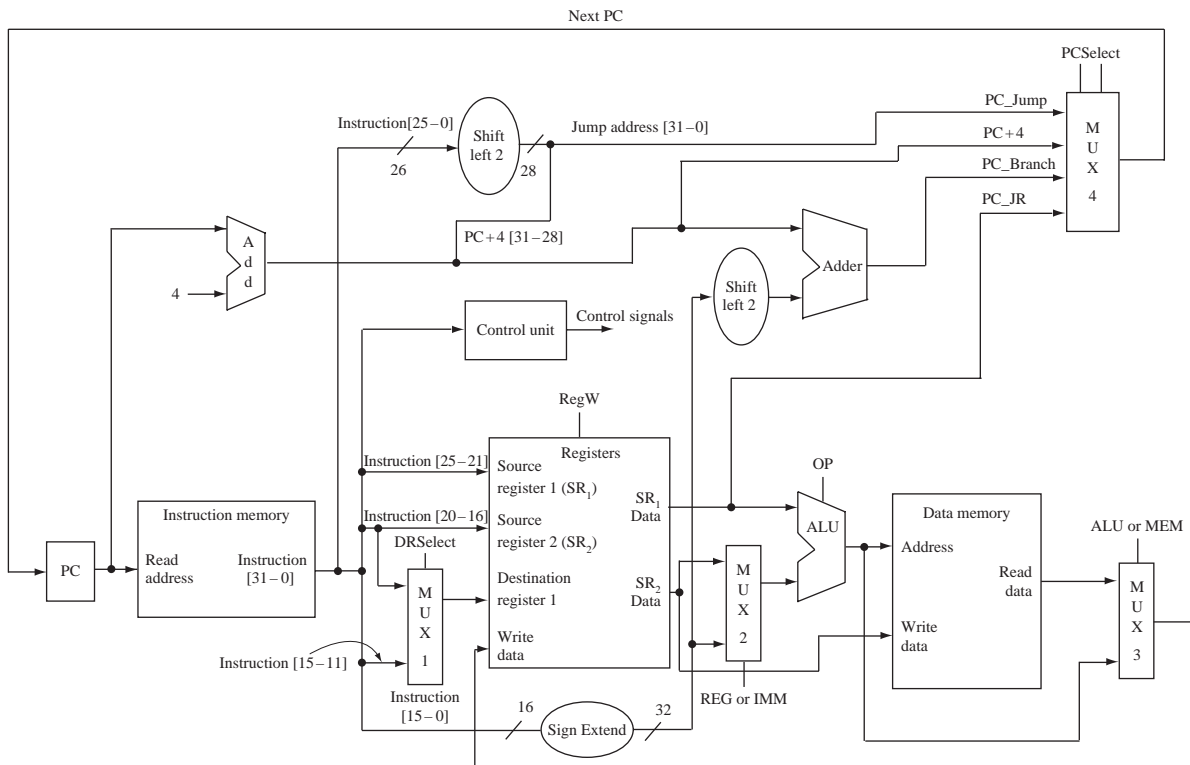 Next PC
PCSelect
PC_Jump
Instruction[25–0]
Shift
left 2
Jump address [31–0]
26
28
PC+4
PC_Branch
PC_JR
M
U
X
4
A
d
d
PC+4 [31–28]
4
Adder
Shift
left 2
Control unit
Control signals
RegW
Registers
Instruction [25–21]
Source
register 1 (SR1)
SR1
Data
OP
ALU
Instruction memory
Data memory
Instruction [20–16]
Source
register 2 (SR2)
DRSelect
ALU or MEM
PC
Read
address
Instruction
[31–0]
M
U
X
1
Destination
register 1
SR2
Data
M
U
X
2
Address
Read
data
M
U
X
3
Write
data
Write
data
Instruction [15–11]
Instruction
[15–0]
REG or IMM
16
Sign Extend
32